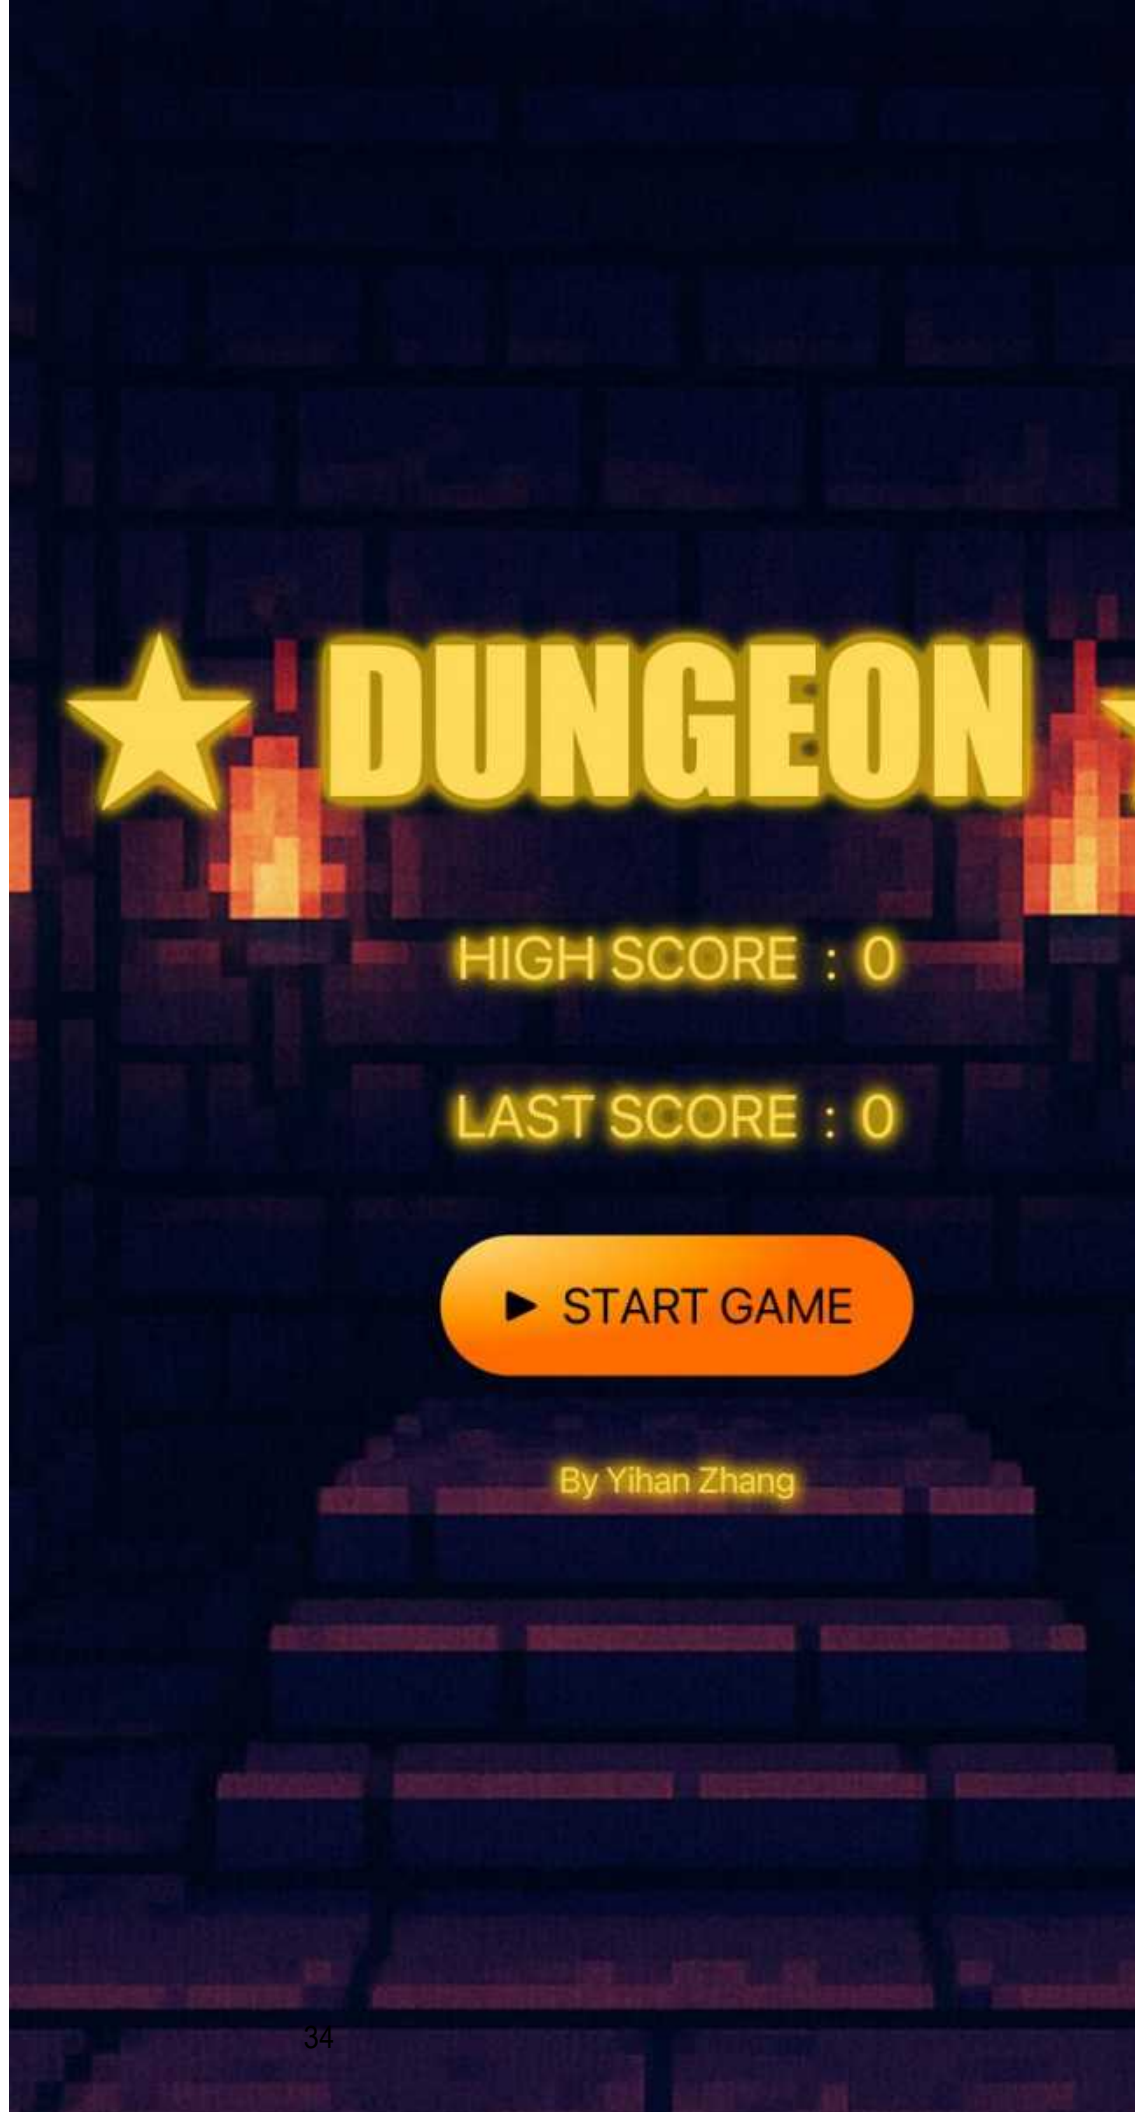 ★ DUNGEON ★
HIGH SCORE : 0
LAST SCORE : 0
▶ START GAME
By Yihan Zhang
34